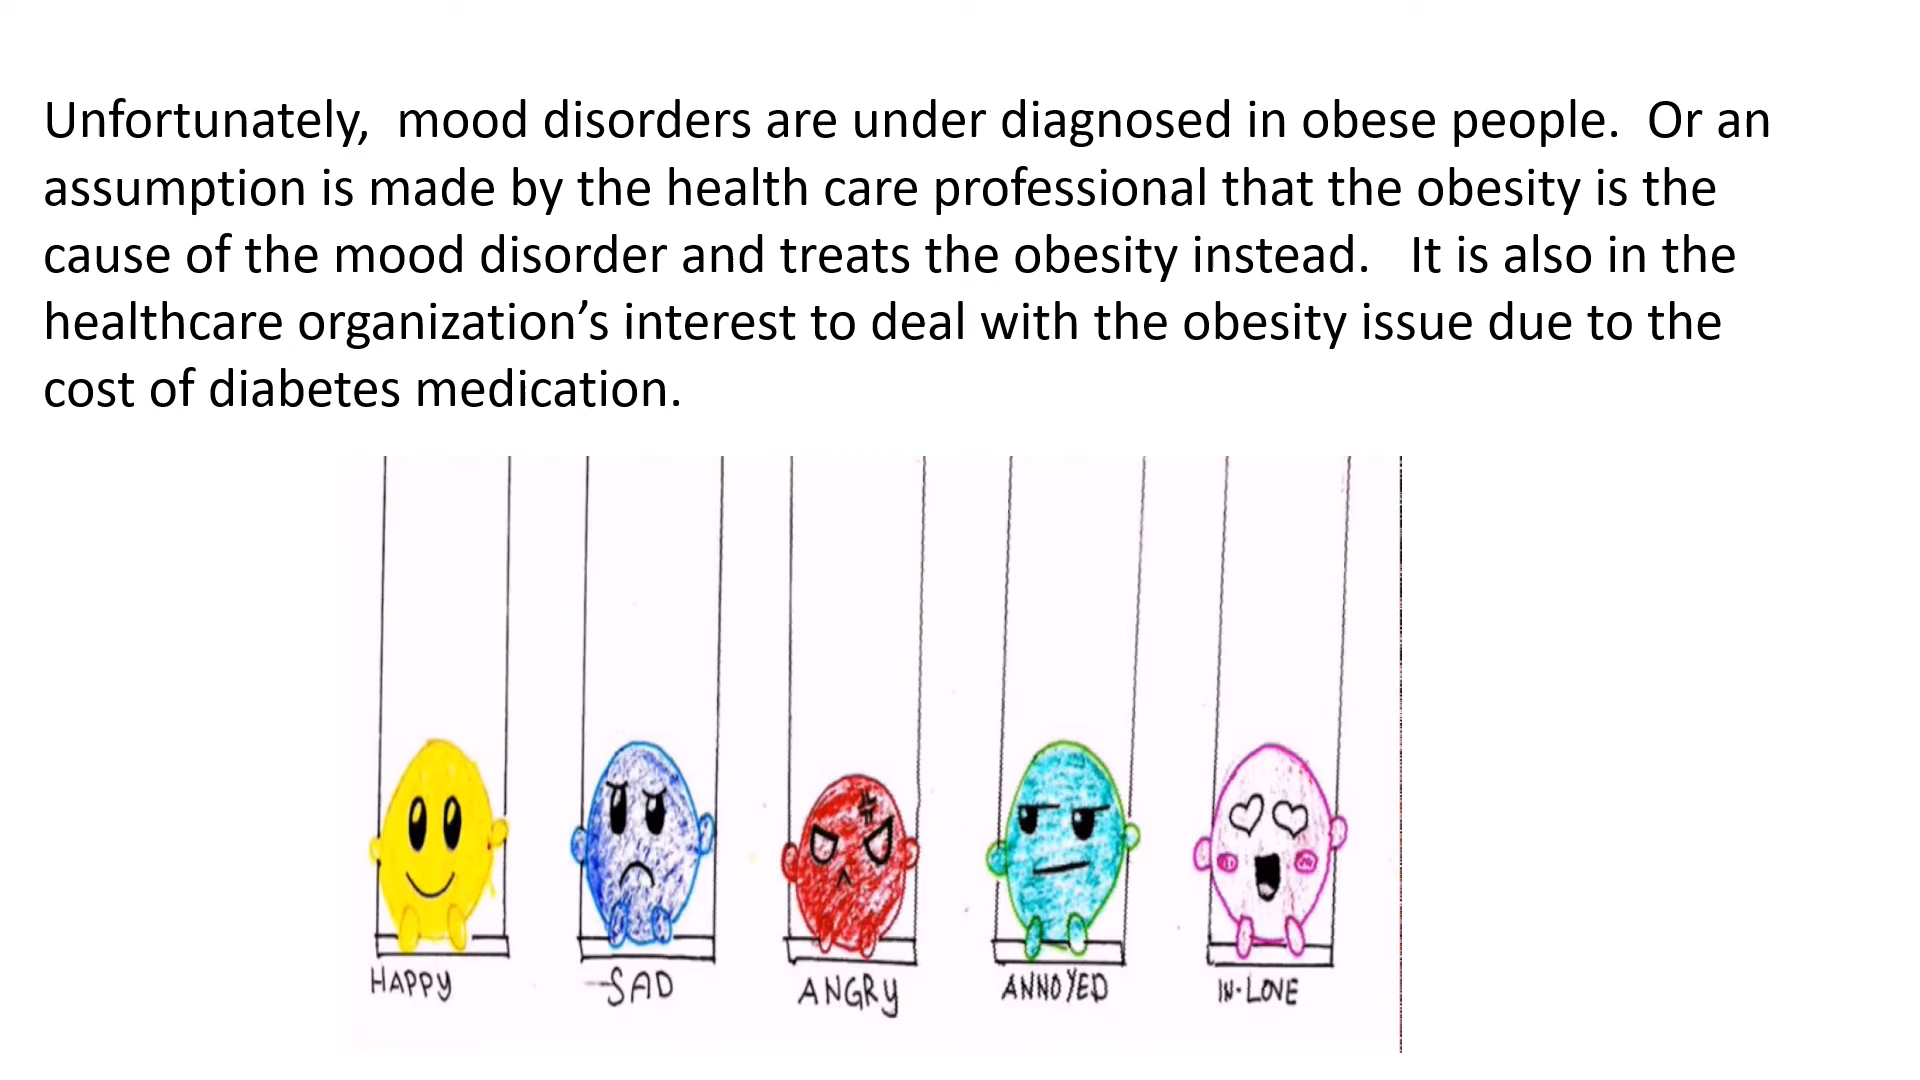 Unfortunately,  mood disorders are under diagnosed in obese people.  Or an
assumption is made by the health care professional that the obesity is the
cause of the mood disorder and treats the obesity instead.   It is also in the
healthcare organization’s interest to deal with the obesity issue due to the
cost of diabetes medication.
HAPPY SAD ANGRY ANNOYED IN-LOVE